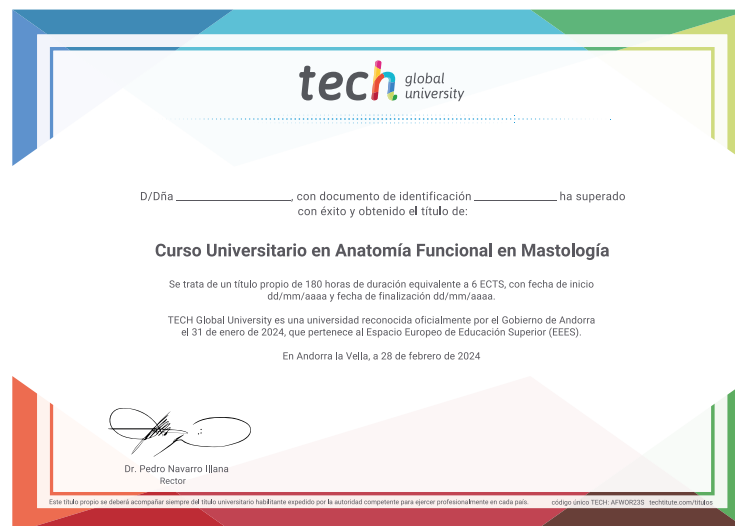 tech global university
D/Dña ____________________, con documento de identificación ______________ ha superado
con éxito y obtenido el título de:
Curso Universitario en Anatomía Funcional en Mastología
Se trata de un título propio de 180 horas de duración equivalente a 6 ECTS, con fecha de inicio
dd/mm/aaaa y fecha de finalización dd/mm/aaaa.
TECH Global University es una universidad reconocida oficialmente por el Gobierno de Andorra
el 31 de enero de 2024, que pertenece al Espacio Europeo de Educación Superior (EEES).
En Andorra la Vella, a 28 de febrero de 2024
Dr. Pedro Navarro Illana
Rector
Este título propio se deberá acompañar siempre del título universitario habilitante expedido por la autoridad competente para ejercer profesionalmente en cada país. código único TECH: AFWOR23S techtitute.com/titulos